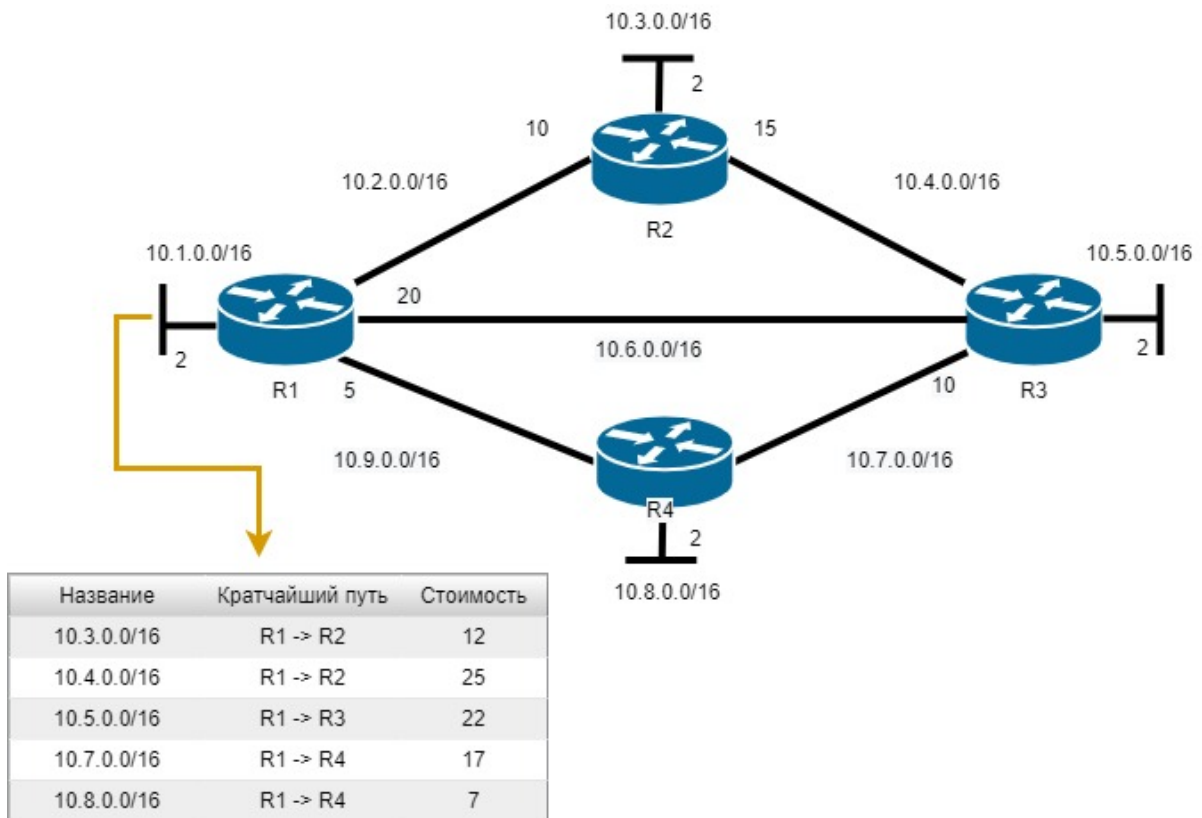 10.3.0.0/16
2
10
15
10.2.0.0/16
10.4.0.0/16
R2
10.1.0.0/16
10.5.0.0/16
20
2
10.6.0.0/16
2
R1
5
10
R3
10.9.0.0/16
10.7.0.0/16
R4
2
10.8.0.0/16
Название Кратчайший путь Стоимость
10.3.0.0/16 R1 -> R2 12
10.4.0.0/16 R1 -> R2 25
10.5.0.0/16 R1 -> R3 22
10.7.0.0/16 R1 -> R4 17
10.8.0.0/16 R1 -> R4 7